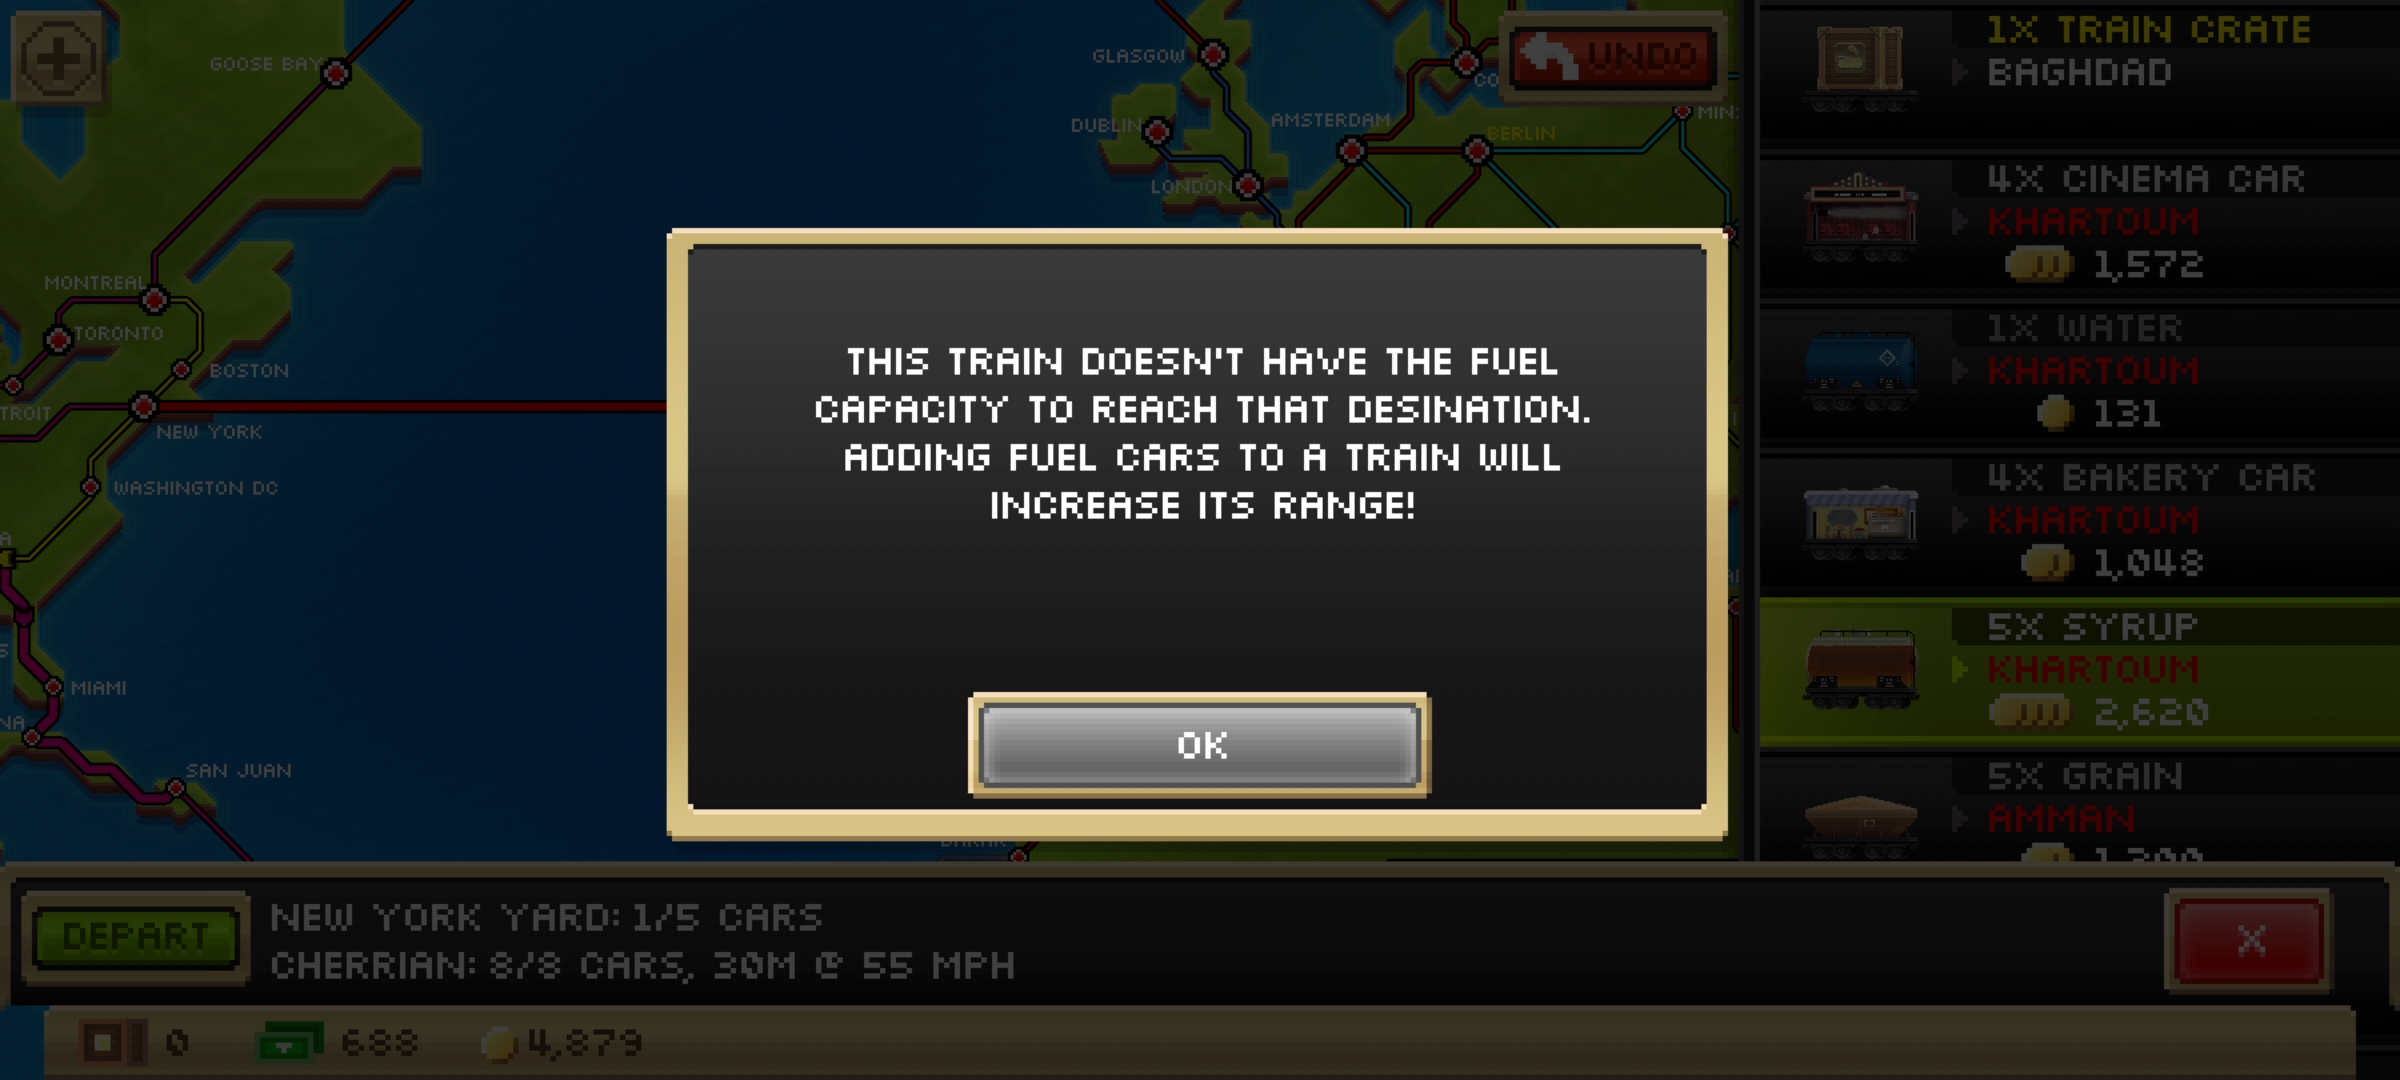 GOOSE BAY
GLASGOW
UNDO
CO
DUBLIN
AMSTERDAM
BERLIN
MIN
LONDON
MONTREAL
TORONTO
BOSTON
TROIT
NEW YORK
WASHINGTON DC
A
S
MIAMI
NA
SAN JUAN
THIS TRAIN DOESN'T HAVE THE FUEL
CAPACITY TO REACH THAT DESINATION.
ADDING FUEL CARS TO A TRAIN WILL
INCREASE ITS RANGE!
OK
1X TRAIN CRATE
BAGHDAD
4X CINEMA CAR
KHARTOUM
1,572
1X WATER
KHARTOUM
131
4X BAKERY CAR
KHARTOUM
1,048
5X SYRUP
KHARTOUM
2,620
5X GRAIN
AMMAN
DEPART
NEW YORK YARD: 1/5 CARS
CHERRIAN: 8/8 CARS, 30M @ 55 MPH
X
0
688
4,879